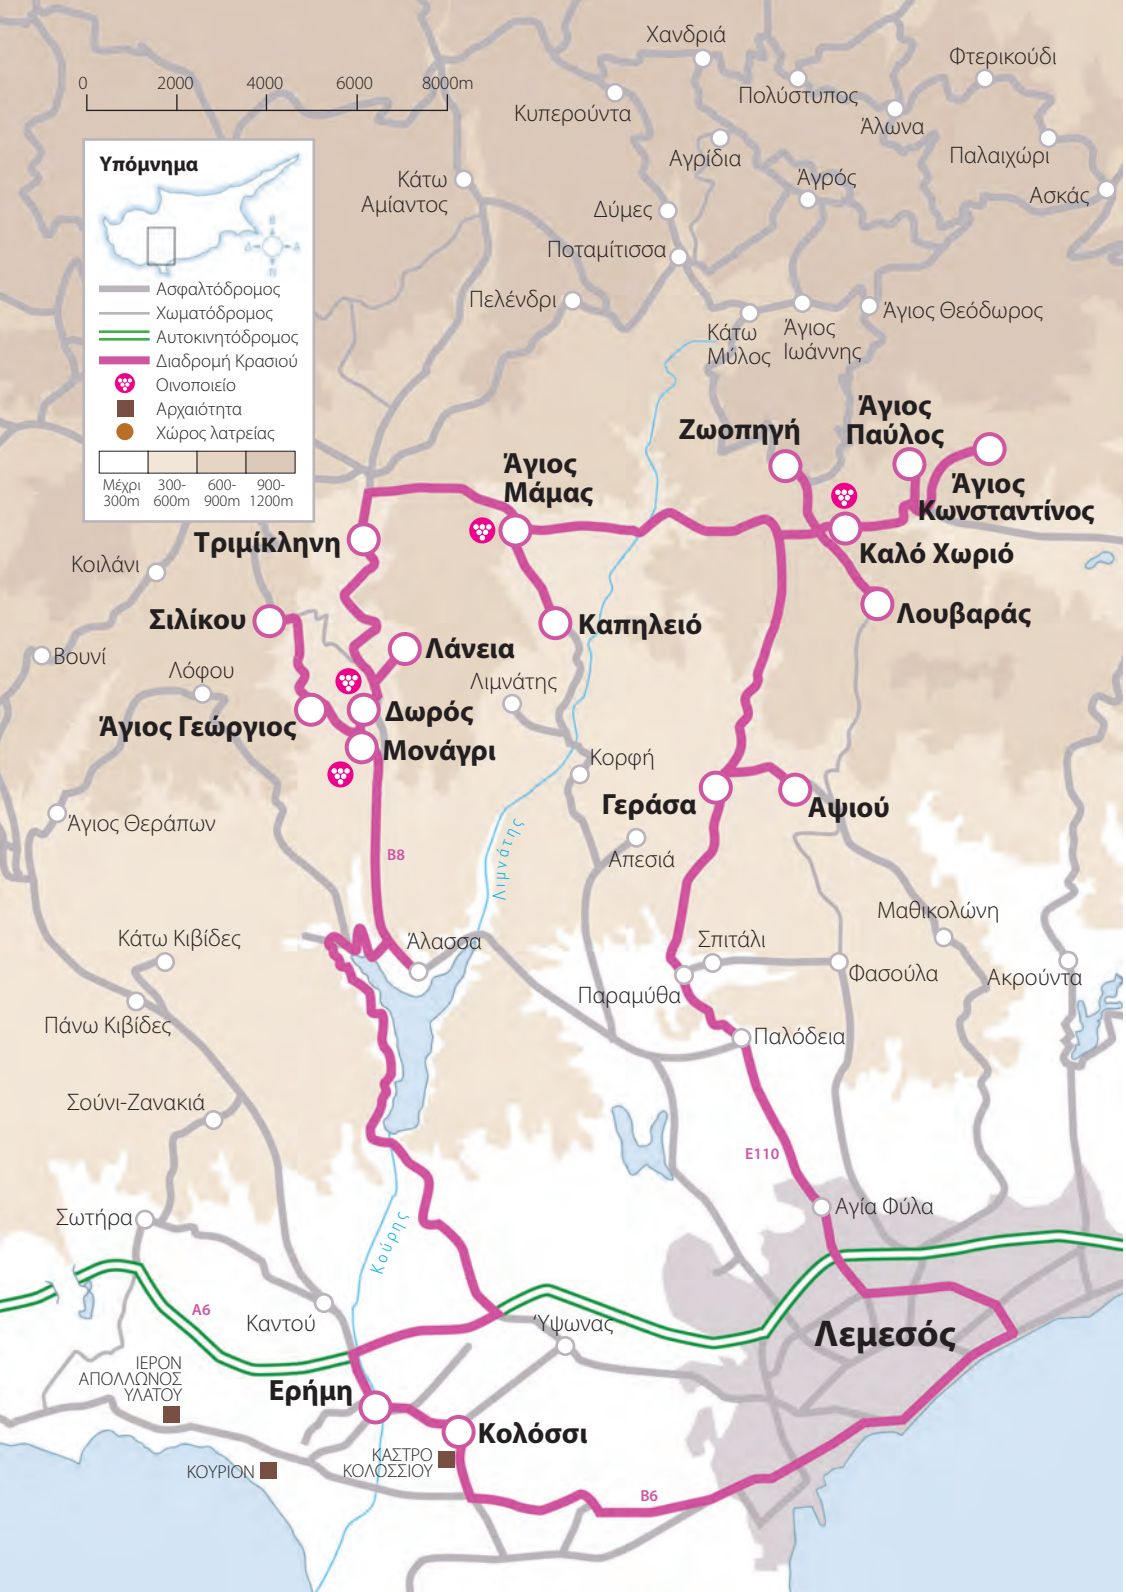 Χανδριά
Φτερικούδι
0 2000 4000 6000 8000m
Πολύστυπος
Κυπερούντα
Άλωνα
Αγρίδια
Παλαιχώρι
Υπόμνημα
Κάτω
Αμίαντος
Άγρός
Ασκάς
Δύμες
Β
Δ Α
Ν
Ποταμίτισσα
Ασφαλτόδρομος
Χωματόδρομος
Αυτοκινητόδρομος
Διαδρομή Κρασιού
Οινοποιείο
Αρχαιότητα
Χώρος λατρείας
Μέχρι
300m
300-
600m
600-
900m
900-
1200m
Πελένδρι
Άγιος Θεόδωρος
Κάτω
Μύλος
Άγιος
Ιωάννης
Ζωοπηγή
Άγιος
Παύλος
Άγιος
Μάμας
Άγιος
Κωνσταντίνος
Τριμίκληνη
Καλό Χωριό
Κοιλάνι
Σιλίκου
Καπηλειό
Λουβαράς
Λάνεια
Βουνί
Λόφου
Λιμνάτης
Άγιος Γεώργιος
Δωρός
Μονάγρι
Κορφή
Γεράσα
Αψιού
Άγιος Θεράπων
Λιμνάτης
B8
Απεσιά
Μαθικολώνη
Κάτω Κιβίδες
Άλασσα
Σπιτάλι
Φασούλα
Ακρούντα
Παραμύθα
Πάνω Κιβίδες
Παλόδεια
Σούνι-Ζανακιά
E110
Σωτήρα
Αγία Φύλα
Κούρης
A6
Καντού
Ύψωνας
Λεμεσός
ΙΕΡΟΝ
ΑΠΟΛΛΩΝΟΣ
ΥΛΑΤΟΥ
Ερήμη
Κολόσσι
ΚΑΣΤΡΟ
ΚΟΛΟΣΣΙΟΥ
ΚΟΥΡΙΟΝ
B6